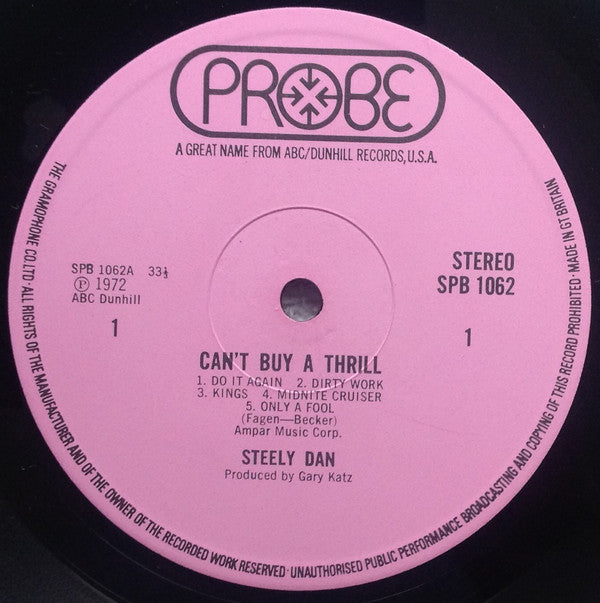 PROBE
A GREAT NAME FROM ABC/DUNHILL RECORDS, U.S.A.
SPB 1062A 33⅓
Ⓟ 1972
ABC Dunhill
1
STEREO
SPB 1062
1
CAN'T BUY A THRILL
1. DO IT AGAIN 2. DIRTY WORK
3. KINGS 4. MIDNITE CRUISER
5. ONLY A FOOL
(Fagen—Becker)
Ampar Music Corp.
STEELY DAN
Produced by Gary Katz
THE GRAMOPHONE CO.LTD·ALL RIGHTS OF THE MANUFACTURER AND OF THE OWNER OF THE RECORDED WORK RESERVED·UNAUTHORISED PUBLIC PERFORMANCE BROADCASTING AND COPYING OF THIS RECORD PROHIBITED·MADE IN GT BRITAIN